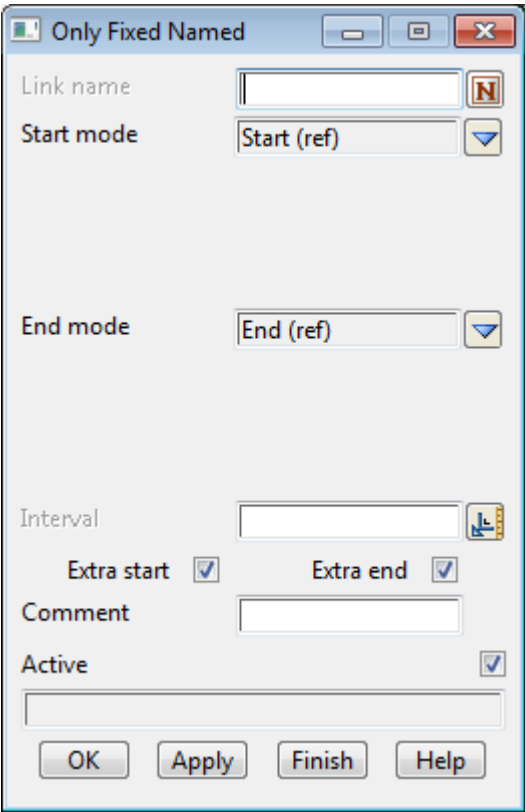 Only Fixed Named
Link name N
Start mode Start (ref)
End mode End (ref)
Interval
Extra start Extra end
Comment
Active
OK Apply Finish Help